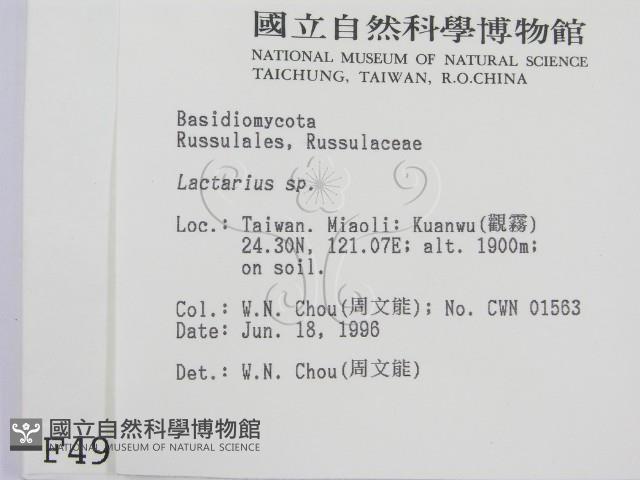 國立自然科學博物館
NATIONAL MUSEUM OF NATURAL SCIENCE
TAICHUNG, TAIWAN, R.O.CHINA
Basidiomycota
Russulales, Russulaceae
Lactarius sp.
Loc.: Taiwan. Miaoli: Kuanwu(觀霧)
24.30N, 121.07E; alt. 1900m;
on soil.
Col.: W.N. Chou(周文能); No. CWN 01563
Date: Jun. 18, 1996
Det.: W.N. Chou(周文能)
國立自然科學博物館
NATIONAL MUSEUM OF NATURAL SCIENCE
F49